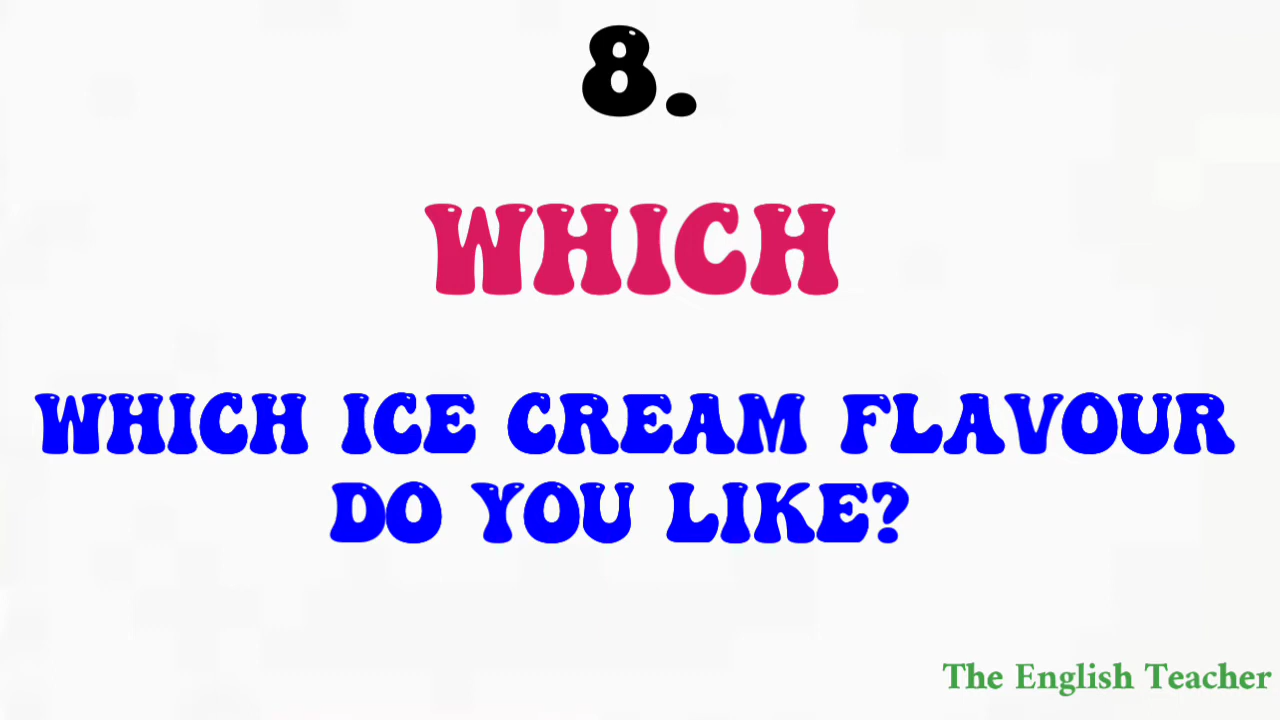 8.
WHICH
WHICH ICE CREAM FLAVOUR
DO YOU LIKE?
The English Teacher